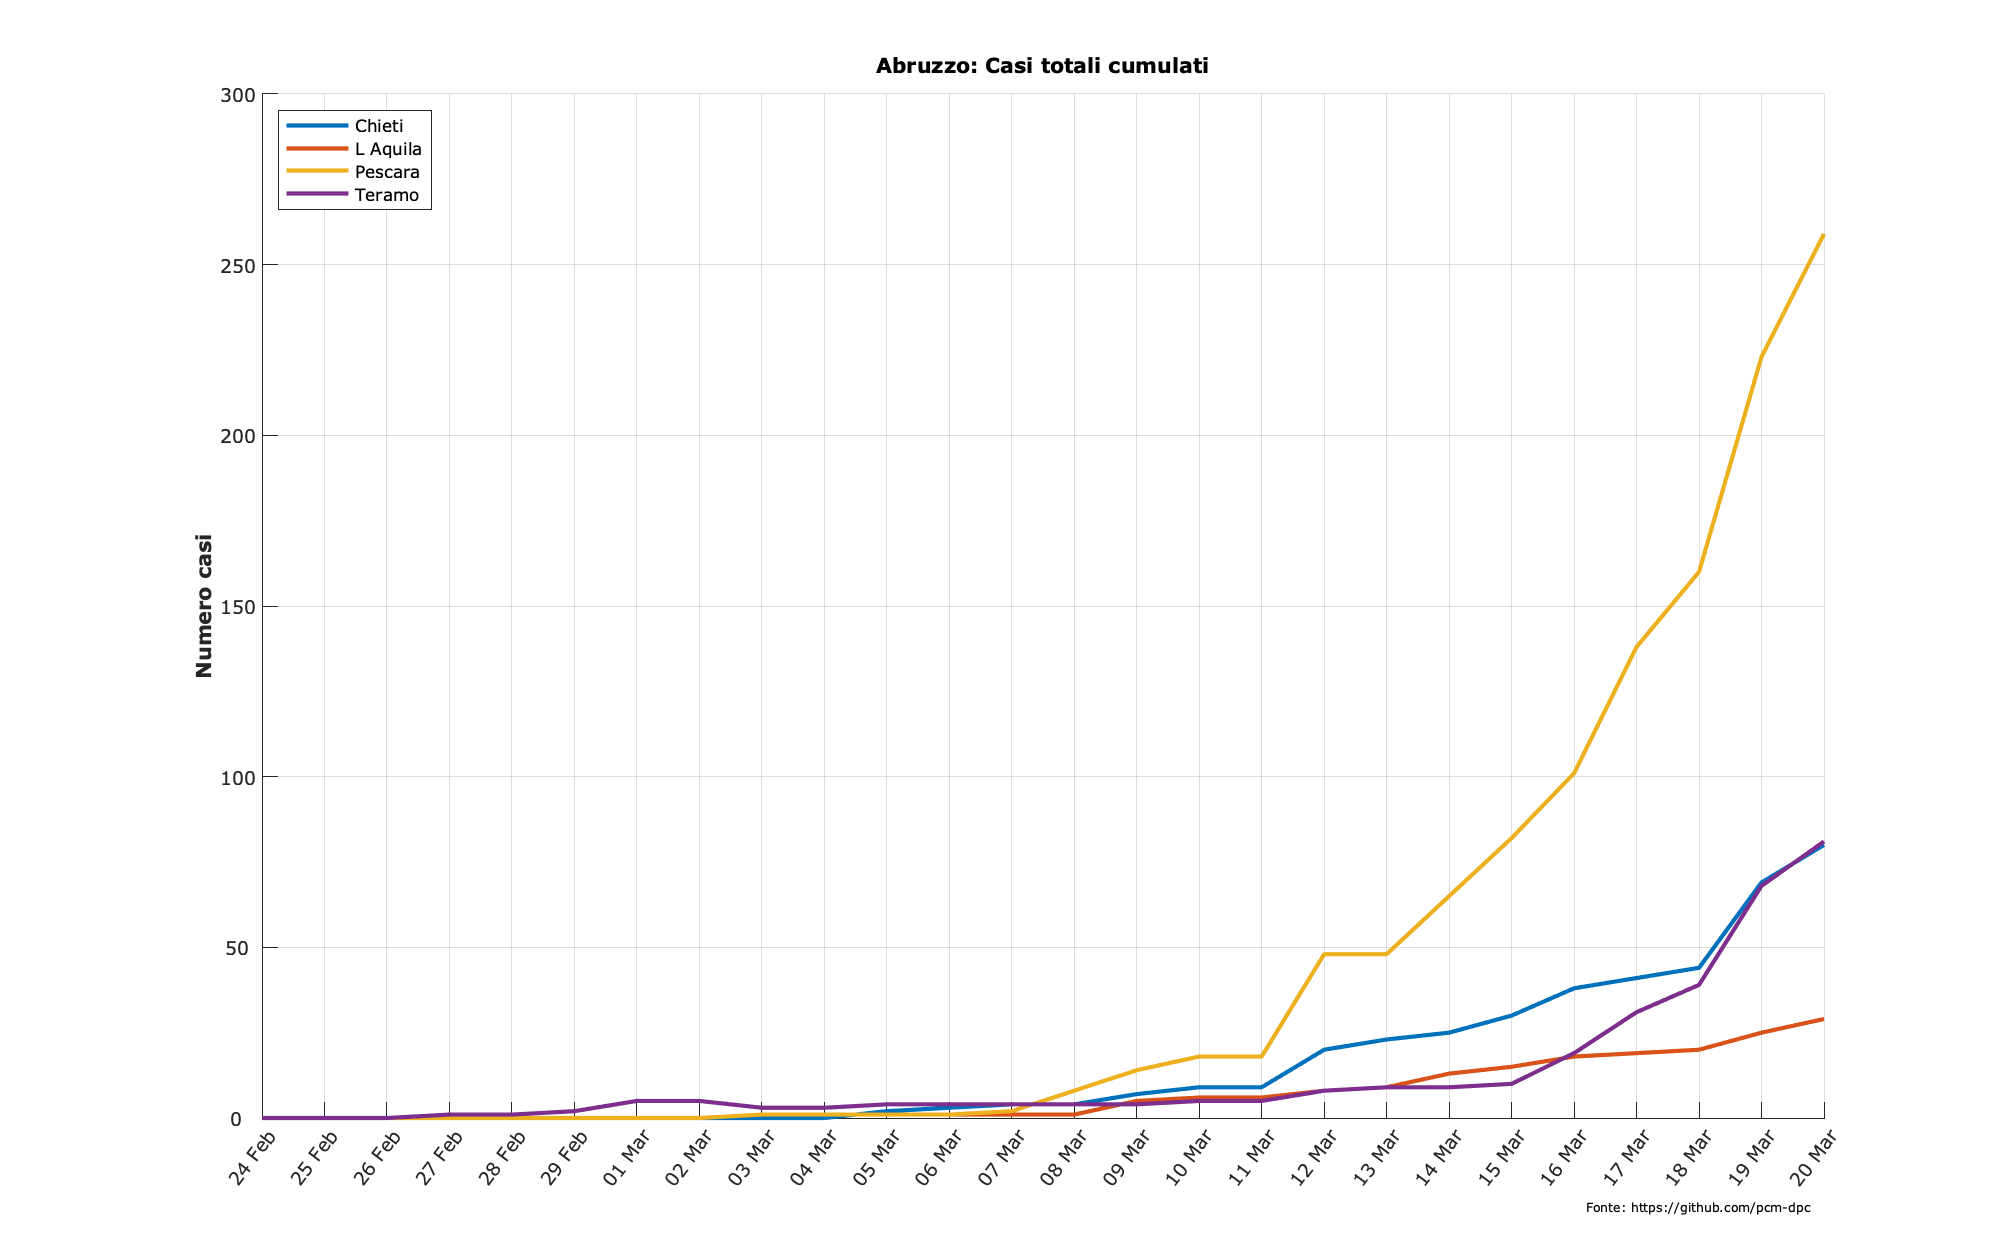 Abruzzo: Casi totali cumulati
300
250
200
150
100
50
0
Numero casi
Chieti
L Aquila
Pescara
Teramo
24 Feb
25 Feb
26 Feb
27 Feb
28 Feb
29 Feb
01 Mar
02 Mar
03 Mar
04 Mar
05 Mar
06 Mar
07 Mar
08 Mar
09 Mar
10 Mar
11 Mar
12 Mar
13 Mar
14 Mar
15 Mar
16 Mar
17 Mar
18 Mar
19 Mar
20 Mar
Fonte: https://github.com/pcm-dpc